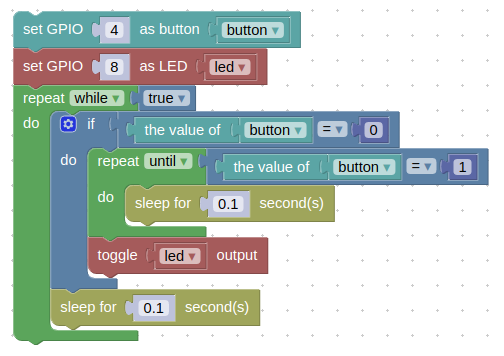 set GPIO 4 as button button
set GPIO 8 as LED led
repeat while true
do if the value of button = 0
do repeat until the value of button = 1
do sleep for 0.1 second(s)
toggle led output
sleep for 0.1 second(s)